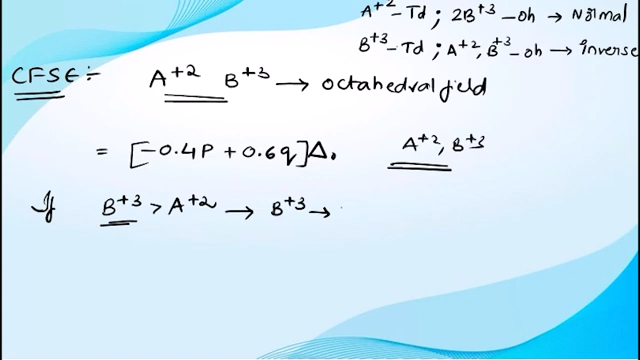 A+2 - Td ; 2B+3 - Oh → Normal
B+3 - Td ; A+2, B+3 - Oh → inverse
CFSE :- A+2 B+3 → octahedral field
= [-0.4P + 0.6q]Δ₀ A+2, B+3
If B+3 > A+2 → B+3 →